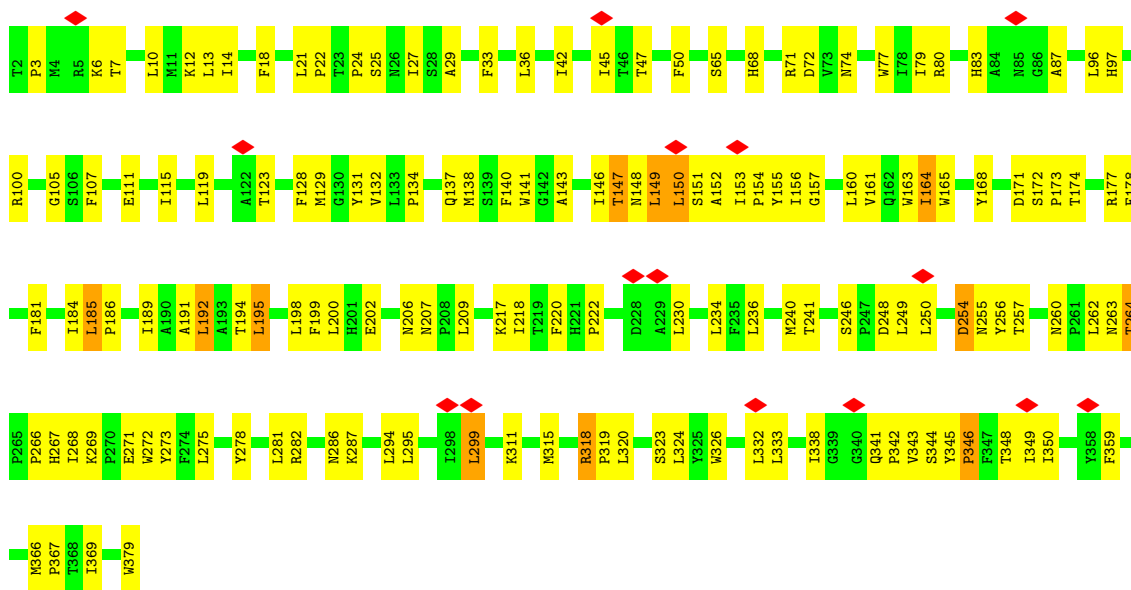 T2 P3 M4 R5 K6 T7 L10 M11 K12 L13 I14 F18 L21 P22 T23 P24 S25 N26 I27 S28 A29 F33 L36 I42 I45 T46 T47 F50 S65 H68 R71 D72 V73 N74 W77 I78 I79 R80 H83 A84 N85 G86 A87 L96 H97
R100 G105 S106 F107 E111 I115 L119 A122 T123 F128 M129 G130 Y131 V132 L133 P134 Q137 M138 S139 F140 W141 G142 A143 I146 T147 N148 L149 L150 S151 A152 I153 P154 Y155 I156 G157 L160 V161 Q162 W163 I164 W165 Y168 D171 S172 P173 T174 R177 F178
F181 I184 L185 P186 I189 A190 A191 L192 A193 T194 L195 L198 F199 L200 H201 E202 N206 N207 P208 L209 K217 I218 T219 F220 H221 P222 D228 A229 L230 L234 F235 L236 M240 T241 S246 P247 D248 L249 L250 D254 N255 Y256 T257 N260 P261 L262 N263 T264
P265 P266 H267 I268 K269 P270 E271 W272 Y273 F274 L275 Y278 L281 R282 N286 K287 L294 L295 I298 L299 K311 M315 R318 P319 L320 S323 L324 Y325 W326 L332 L333 I338 G339 G340 Q341 P342 V343 S344 Y345 P346 F347 T348 I349 I350 Y358 F359
M366 P367 T368 I369 W379